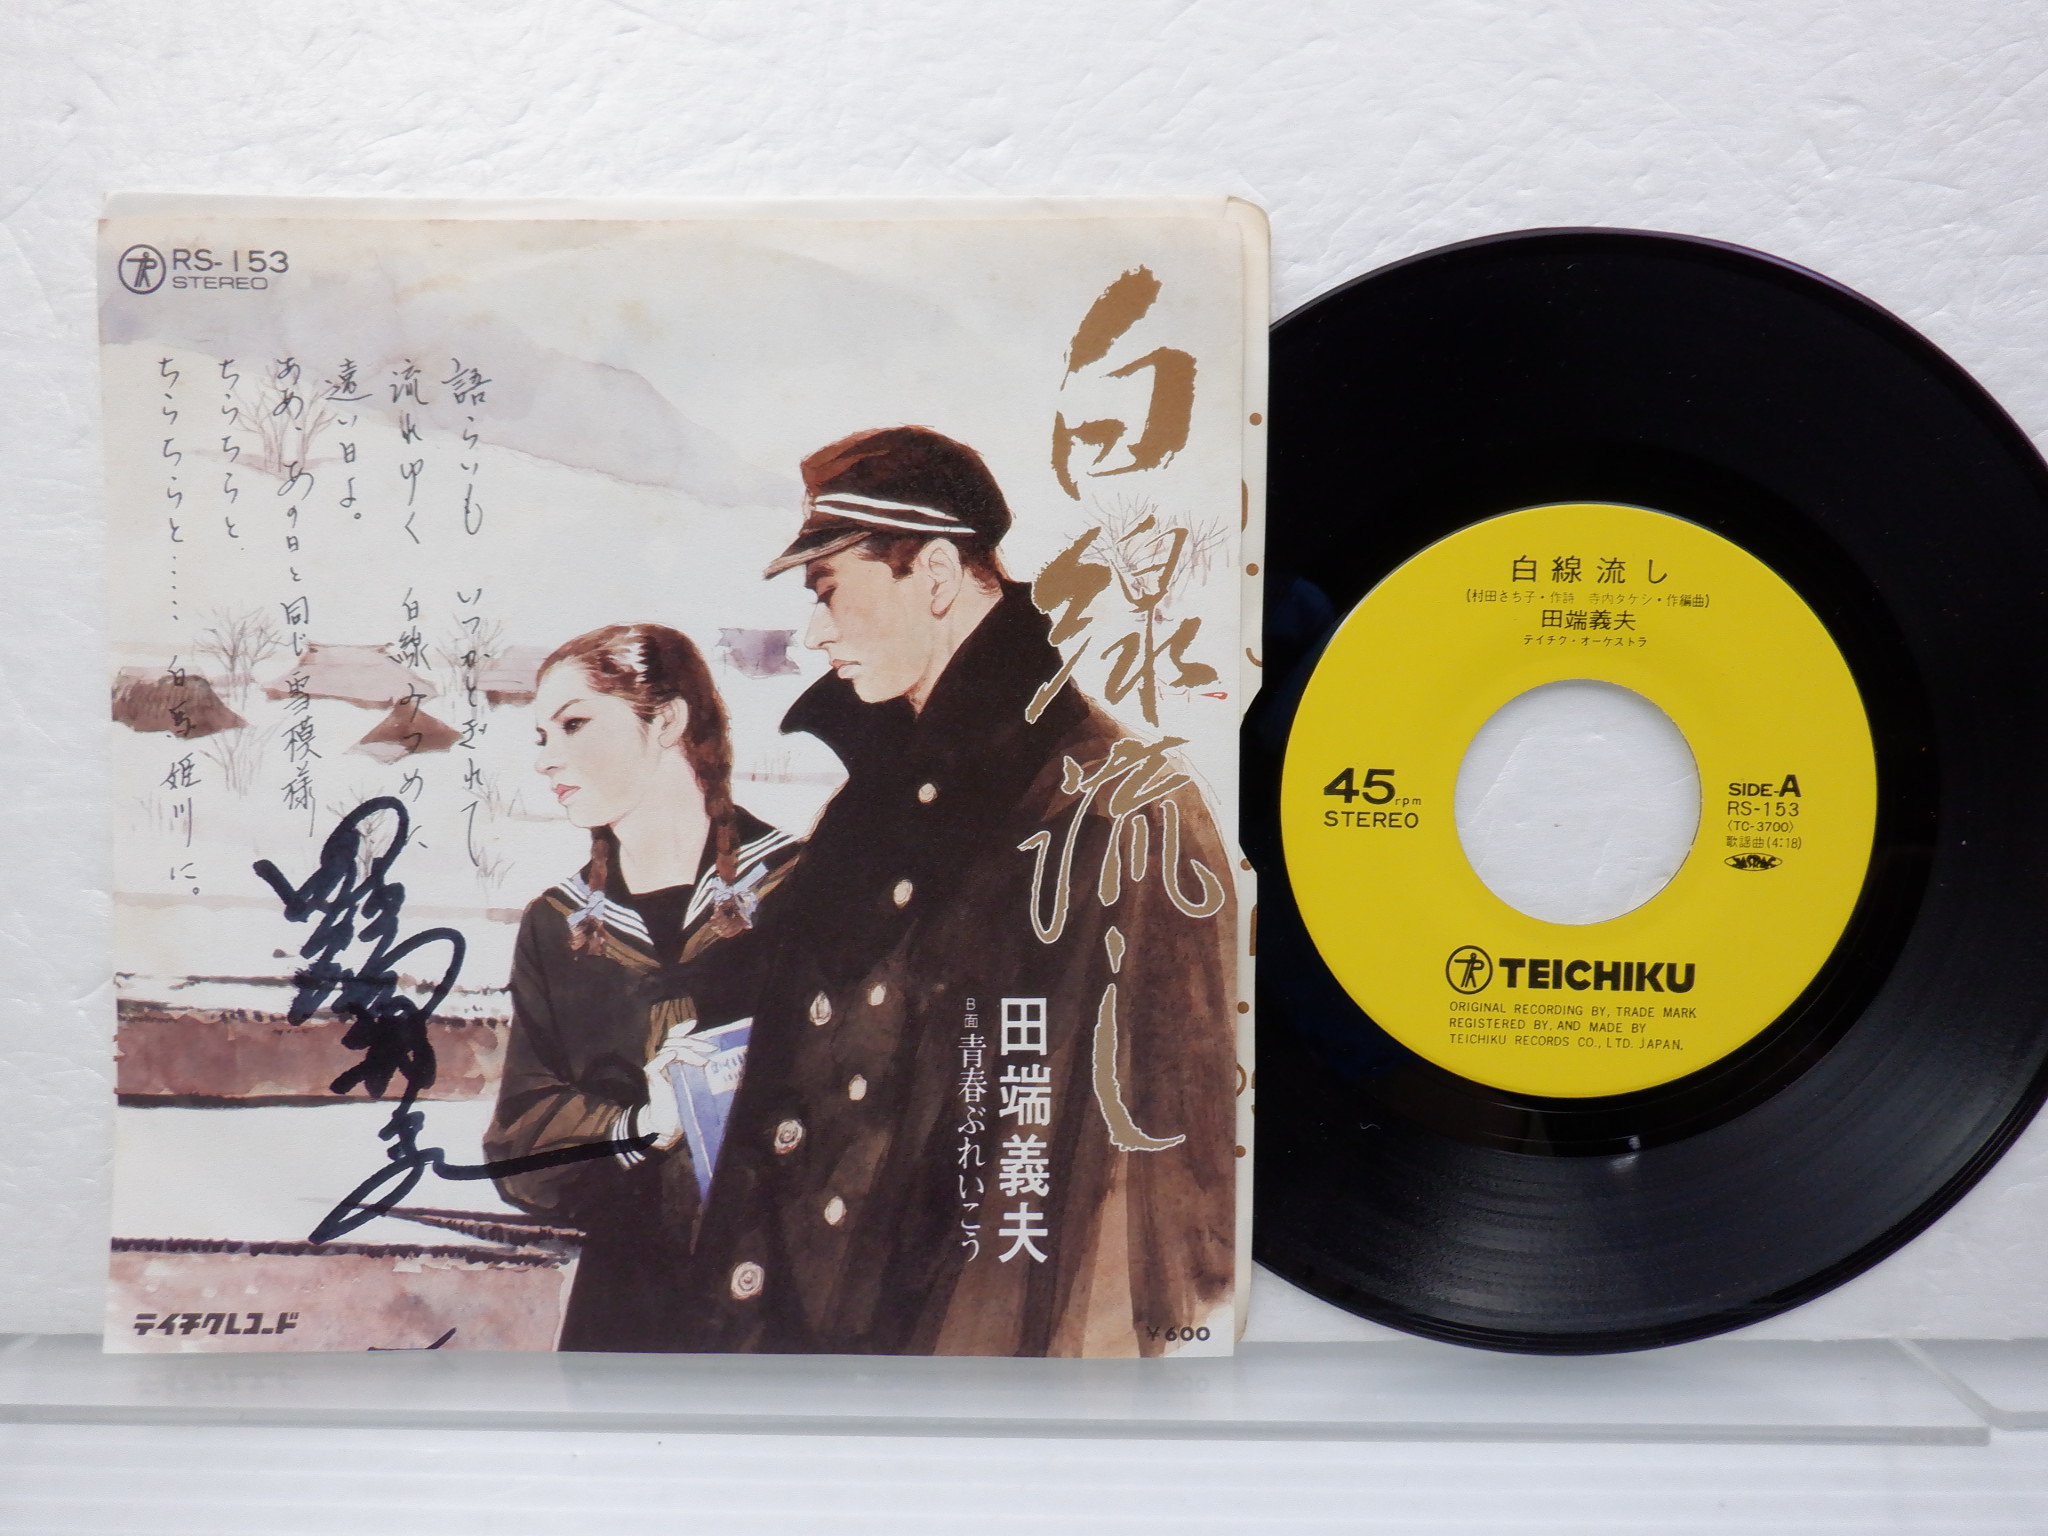 RS-153
STEREO
白線流し
語らいも いつかとぎれて
流れゆく 白線みつめ、
遠い日よ。
ああ、あの日と同じ雪模様
ちらちらと
ちらちらと……白鳥姫川に。
田端義夫
B面 青春ぶれいこう
テイチクレコード
¥600
白線流し
(村田さち子・作詩 寺内タケシ・作編曲)
田端義夫
テイチク・オーケストラ
45rpm
STEREO
SIDE-A
RS-153
〈TC-3700〉
歌謡曲(4:18)
JASRAC
TEICHIKU
ORIGINAL RECORDING BY, TRADE MARK
REGISTERED BY, AND MADE BY
TEICHIKU RECORDS CO., LTD. JAPAN.